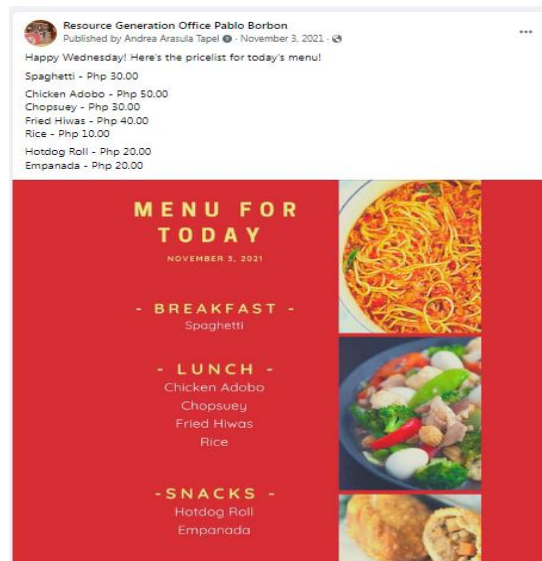 Resource Generation Office Pablo Borbon
Published by Andrea Arasula Tapel · November 3, 2021 ·
Happy Wednesday! Here's the pricelist for today's menu!
Spaghetti - Php 30.00
Chicken Adobo - Php 50.00
Chopsuey - Php 30.00
Fried Hiwas - Php 40.00
Rice - Php 10.00
Hotdog Roll - Php 20.00
Empanada - Php 20.00
MENU FOR
TODAY
NOVEMBER 3, 2021
- BREAKFAST -
Spaghetti
- LUNCH -
Chicken Adobo
Chopsuey
Fried Hiwas
Rice
-SNACKS -
Hotdog Roll
Empanada